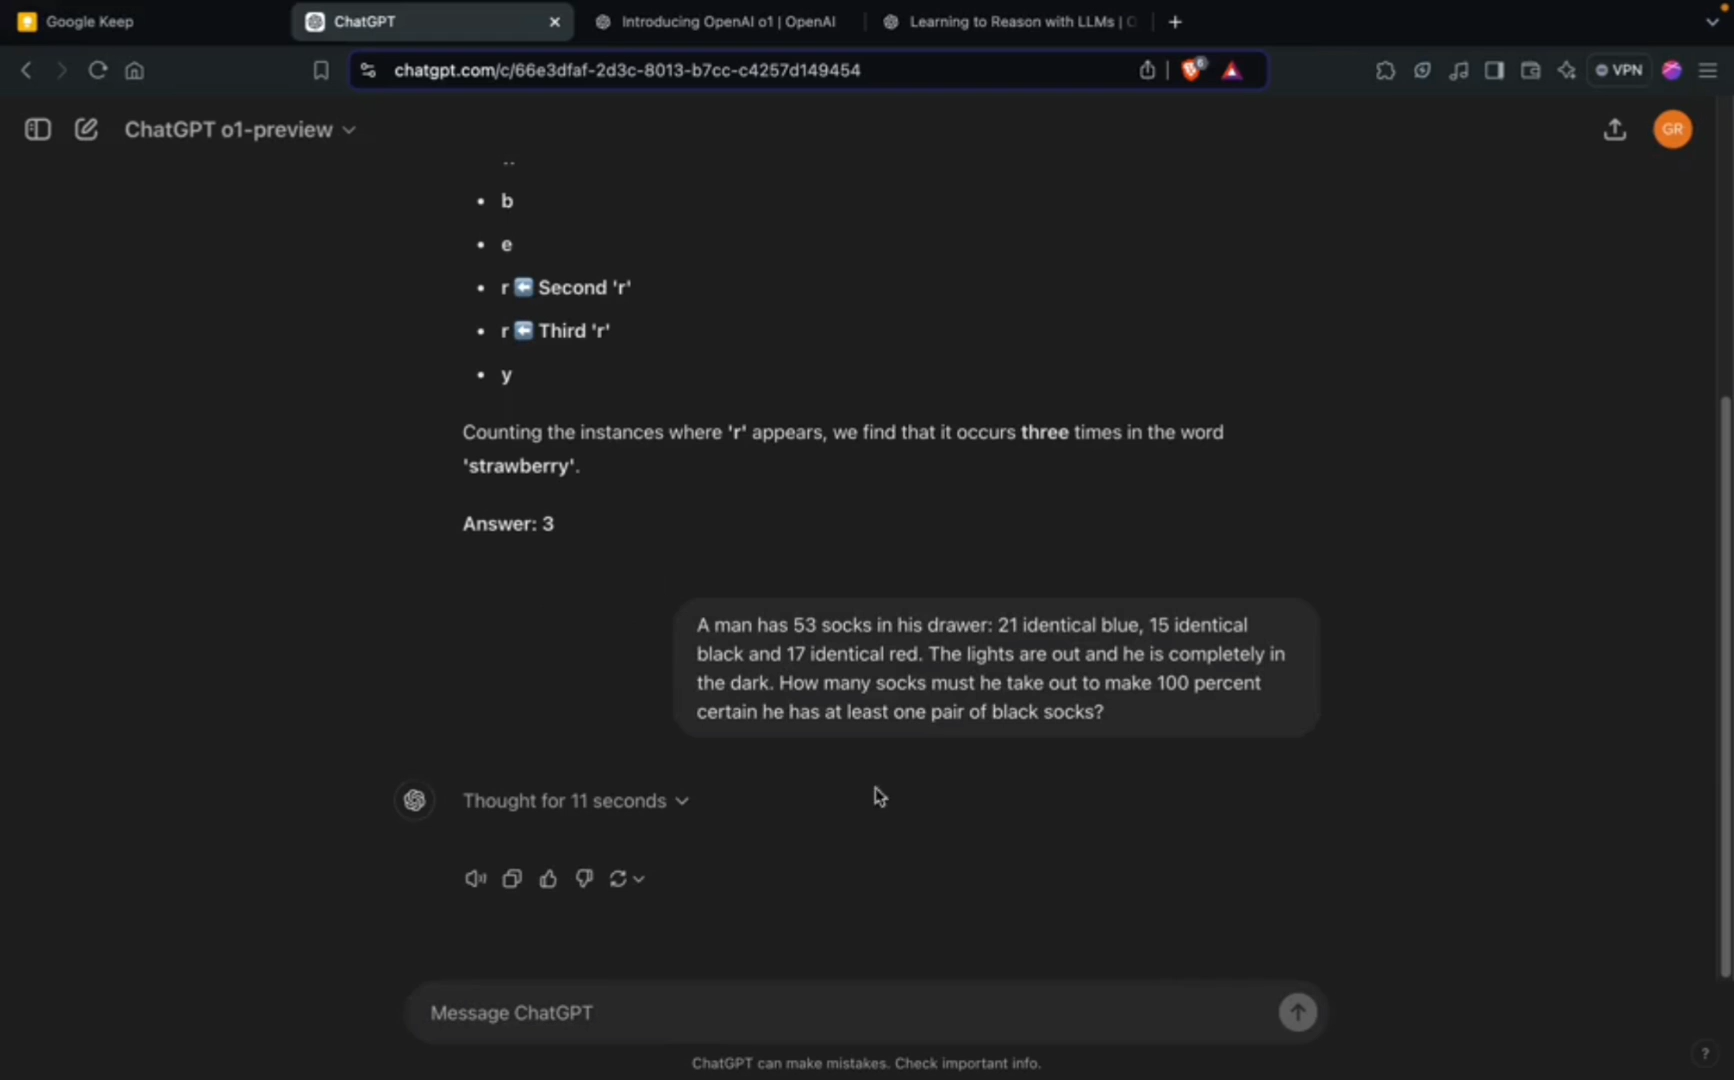 Google Keep
ChatGPT
Introducing OpenAI o1 | OpenAI
Learning to Reason with LLMs |
chatgpt.com/c/66e3dfaf-2d3c-8013-b7cc-c4257d149454
6
VPN
ChatGPT o1-preview
GR
b
e
r ⬅️ Second 'r'
r ⬅️ Third 'r'
y
Counting the instances where 'r' appears, we find that it occurs three times in the word
'strawberry'.
Answer: 3
A man has 53 socks in his drawer: 21 identical blue, 15 identical
black and 17 identical red. The lights are out and he is completely in
the dark. How many socks must he take out to make 100 percent
certain he has at least one pair of black socks?
Thought for 11 seconds
Message ChatGPT
ChatGPT can make mistakes. Check important info.
?